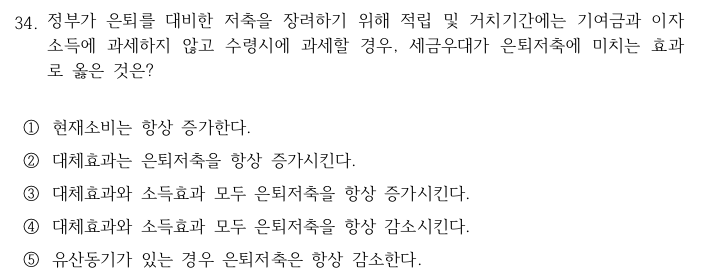 34. 정부가 은퇴를 대비한 저축을 장려하기 위해 적립 및 거치기간에는 기여금과 이자
소득에 과세하지 않고 수령시에 과세할 경우, 세금우대가 은퇴저축에 미치는 효과
로 옳은 것은?
① 현재소비는 항상 증가한다.
② 대체효과는 은퇴저축을 항상 증가시킨다.
③ 대체효과와 소득효과 모두 은퇴저축을 항상 증가시킨다.
④ 대체효과와 소득효과 모두 은퇴저축을 항상 감소시킨다.
⑤ 유산동기가 있는 경우 은퇴저축은 항상 감소한다.